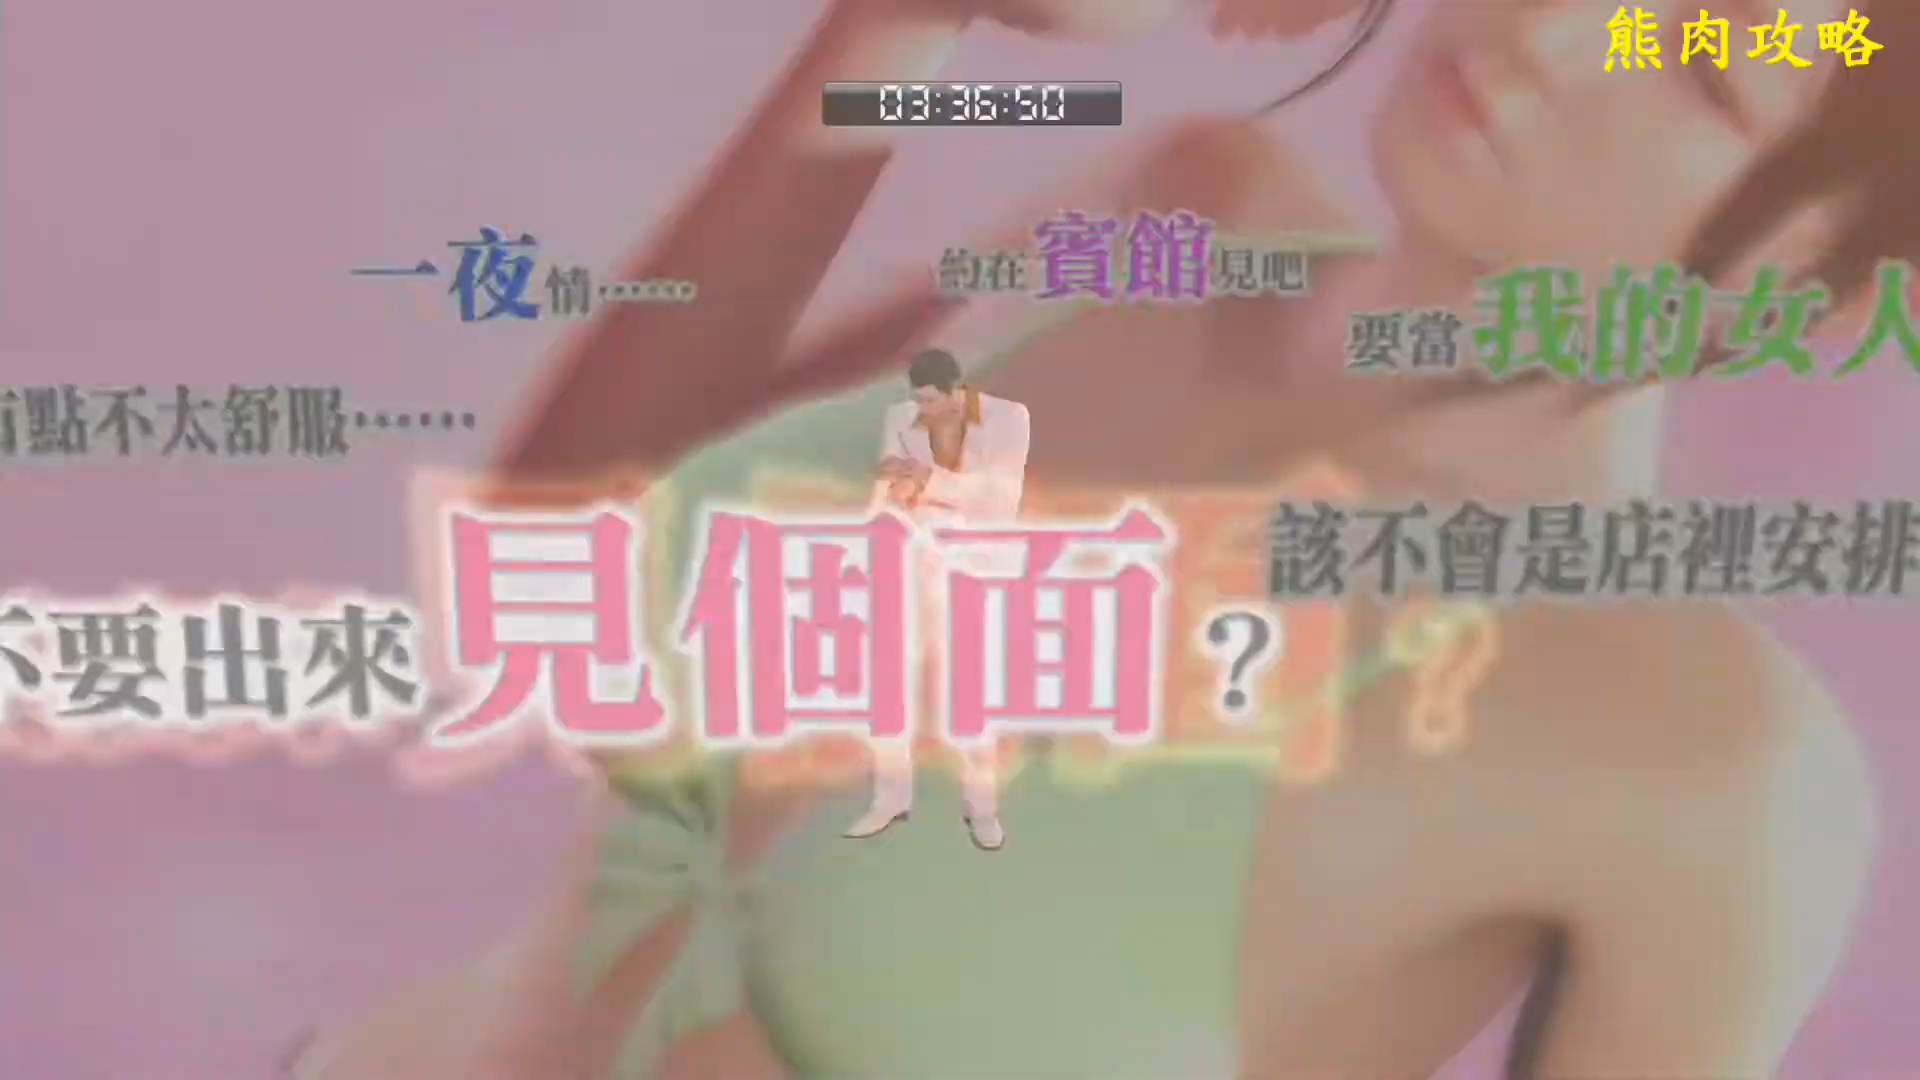 熊肉攻略
03:36:50
一夜情……
約在賓館見吧
要當我的女人
有點不太舒服……
該不會是店裡安排
不要出來見個面?
?